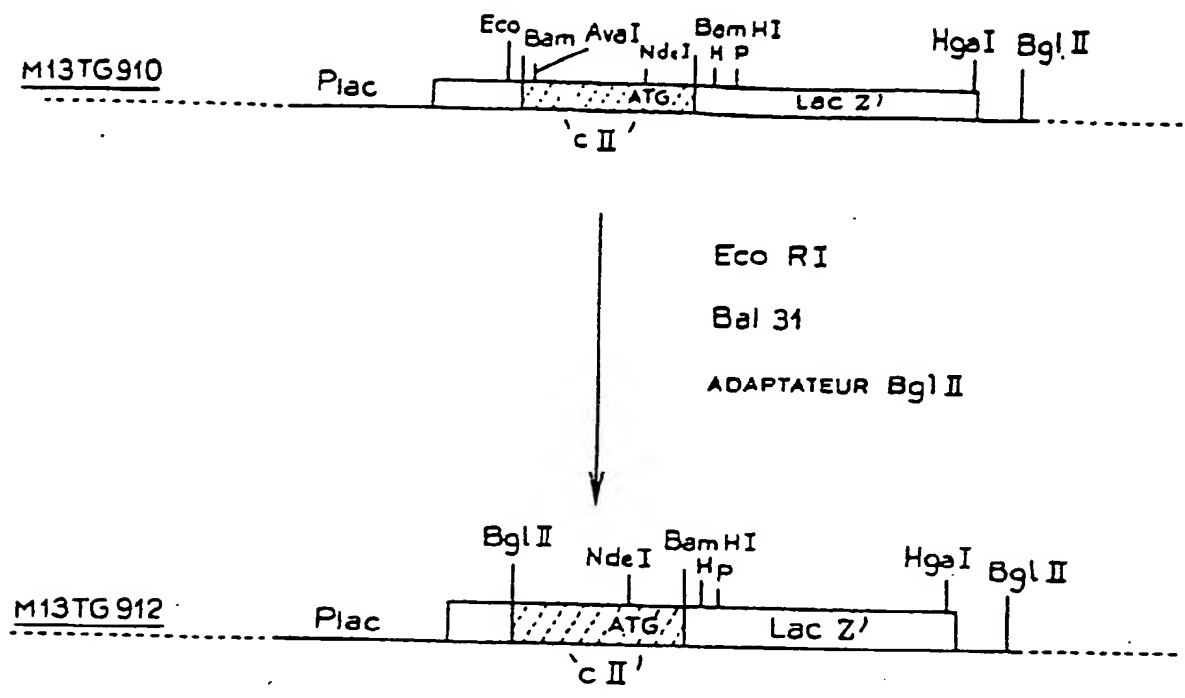 Eco Bam AvaI NdeI BamHI H P HgaI Bgl II
M13TG910 Plac ATG Lac Z'
'c II'
Eco RI
Bal 31
ADAPTATEUR Bgl II
Bgl II NdeI BamHI H P HgaI Bgl II
M13TG912 Plac ATG Lac Z'
'c II'